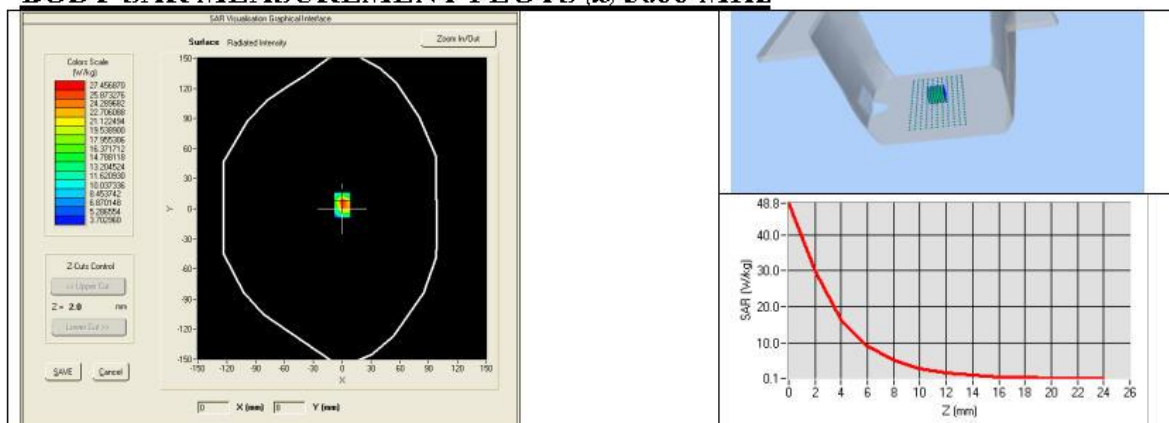 SAR Visualisation Graphical Interface
Surface Radiated Intensity
Zoom In/Out
Colors Scale
(W/kg)
27.456870
25.873276
24.289682
22.706088
21.122494
19.538900
17.955306
16.371712
14.788118
13.204524
11.620930
10.037336
8.453742
6.870148
5.286554
3.702960
Z-Cuts Control
<< Upper Cut
Z = 2.0 mm
Lower Cut >>
SAVE Cancel
150-
120-
90-
60-
30-
0-
-30-
-60-
-90-
-120-
-150-
Y
-150 -120 -90 -60 -30 0 30 60 90 120 150
X
0 X (mm) 8 Y (mm)
48.8-
40.0-
30.0-
20.0-
10.0-
0.1-
SAR (W/kg)
0 2 4 6 8 10 12 14 16 18 20 22 24 26
Z (mm)